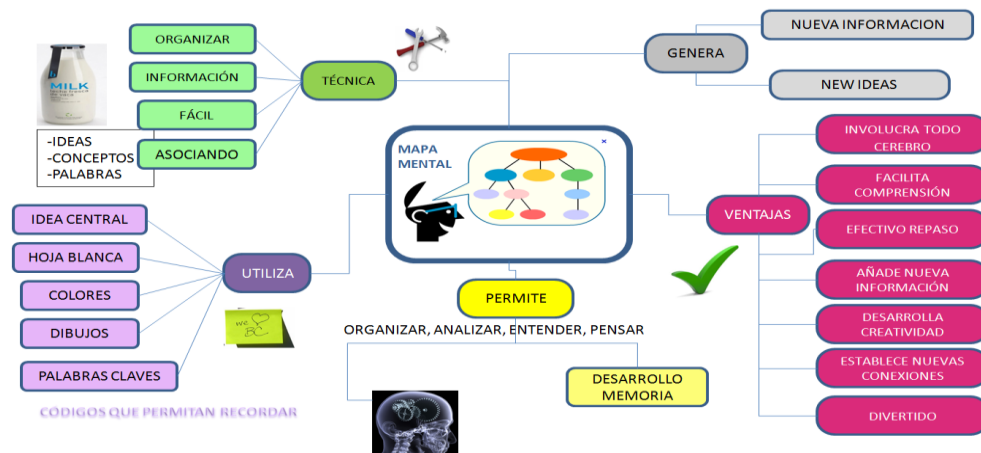 ORGANIZAR
INFORMACIÓN
FÁCIL
ASOCIANDO
TÉCNICA
MILK
-IDEAS
-CONCEPTOS
-PALABRAS
GENERA
NUEVA INFORMACION
NEW IDEAS
MAPA
MENTAL
VENTAJAS
INVOLUCRA TODO
CEREBRO
FACILITA
COMPRENSIÓN
EFECTIVO REPASO
AÑADE NUEVA
INFORMACIÓN
DESARROLLA
CREATIVIDAD
ESTABLECE NUEVAS
CONEXIONES
DIVERTIDO
UTILIZA
IDEA CENTRAL
HOJA BLANCA
COLORES
DIBUJOS
PALABRAS CLAVES
CÓDIGOS QUE PERMITAN RECORDAR
we
BC
PERMITE
ORGANIZAR, ANALIZAR, ENTENDER, PENSAR
DESARROLLO
MEMORIA